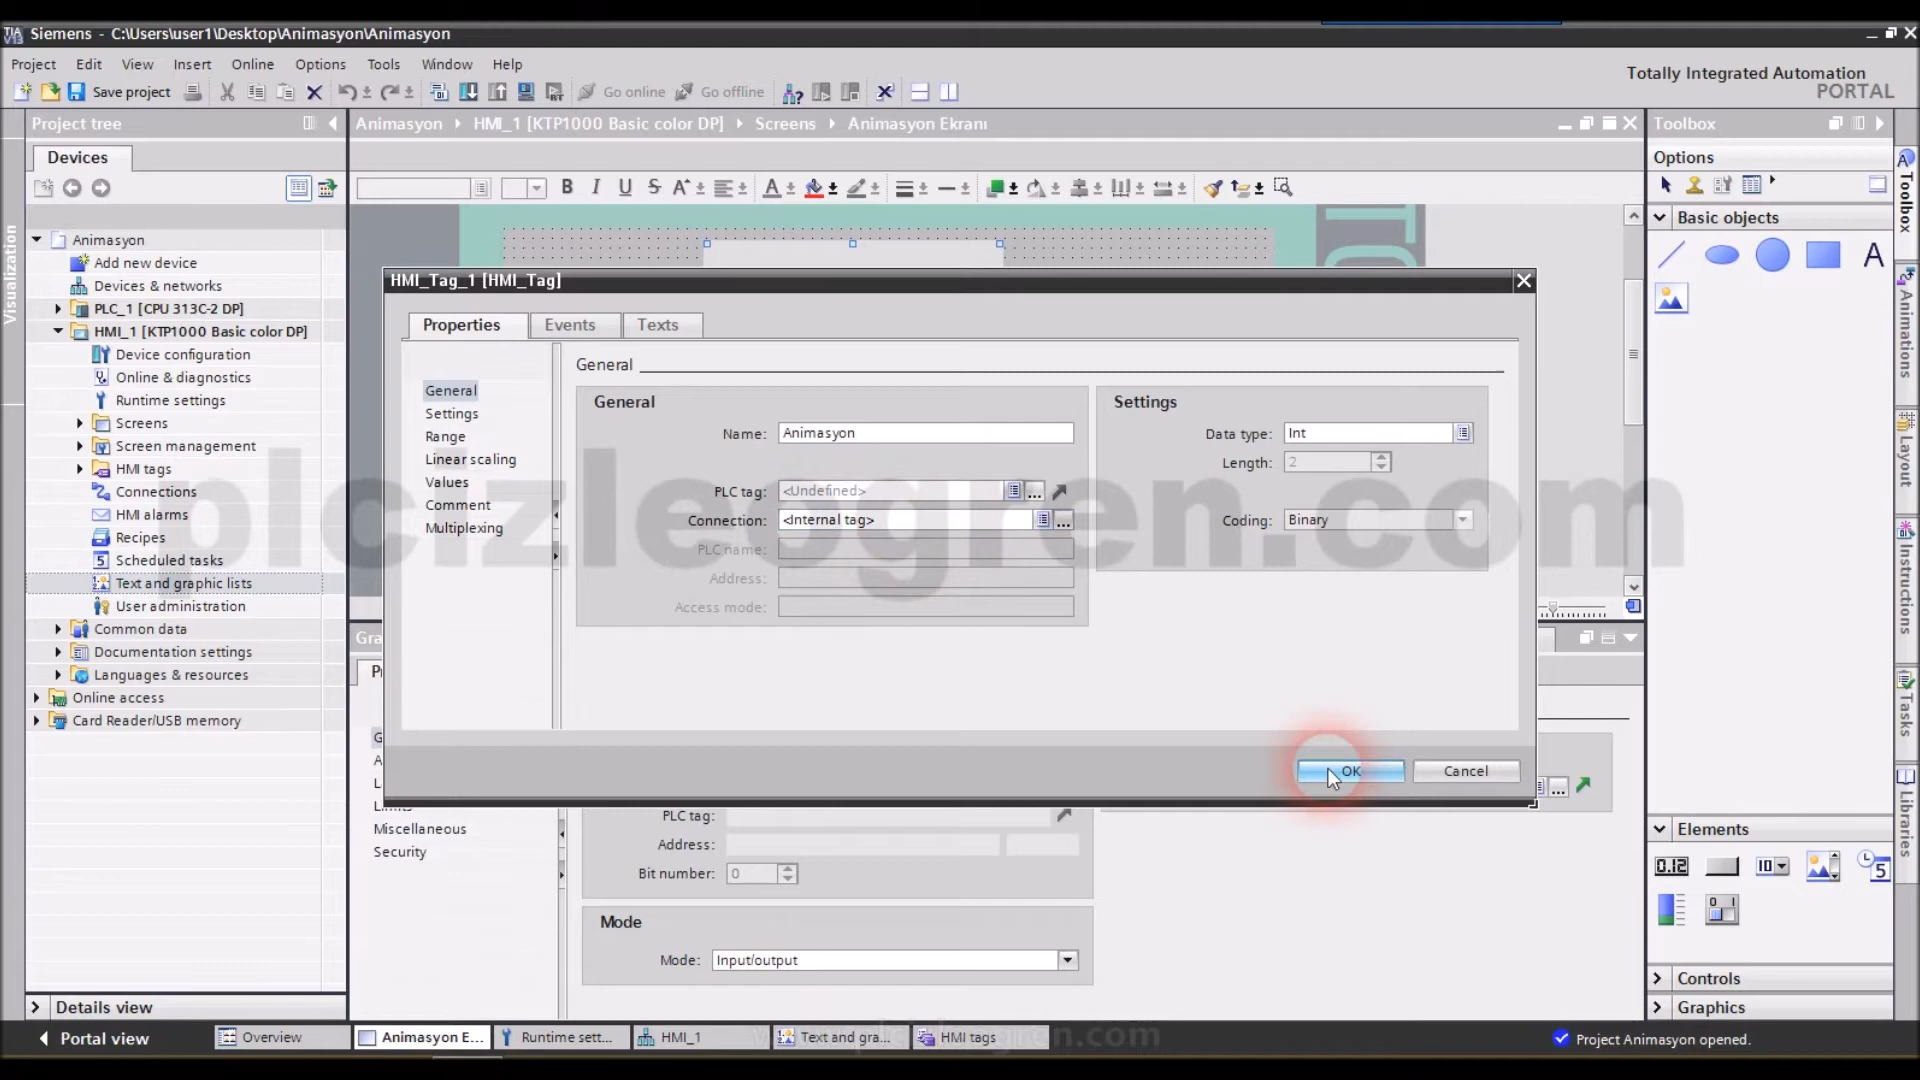 Siemens - C:\Users\user1\Desktop\Animasyon\Animasyon
Project Edit View Insert Online Options Tools Window Help
Totally Integrated Automation
PORTAL
Save project Go online Go offline
Project tree
Animasyon HMI_1 [KTP1000 Basic color DP] Screens Animasyon Ekranı
Toolbox
Devices
Options
Visualization
Basic objects
Animasyon
Add new device
Devices & networks
PLC_1 [CPU 313C-2 DP]
HMI_1 [KTP1000 Basic color DP]
Device configuration
Online & diagnostics
Runtime settings
Screens
Screen management
HMI tags
Connections
HMI alarms
Recipes
Scheduled tasks
Text and graphic lists
User administration
Common data
Documentation settings
Languages & resources
Online access
Card Reader/USB memory
HMI_Tag_1 [HMI_Tag]
Properties Events Texts
General
Settings
Range
Linear scaling
Values
Comment
Multiplexing
General
General
Name: Animasyon
PLC tag: <Undefined>
Connection: <Internal tag>
PLC name:
Address:
Access mode:
Settings
Data type: Int
Length: 2
Coding: Binary
OK Cancel
plcizleogren.com
Miscellaneous
Security
PLC tag:
Address:
Bit number: 0
Mode
Mode: Input/output
Toolbox
Animations
Layout
Instructions
Tasks
Libraries
Elements
Controls
Graphics
Details view
Portal view Overview Animasyon E... Runtime sett... HMI_1 Text and gra... HMI tags
Project Animasyon opened.